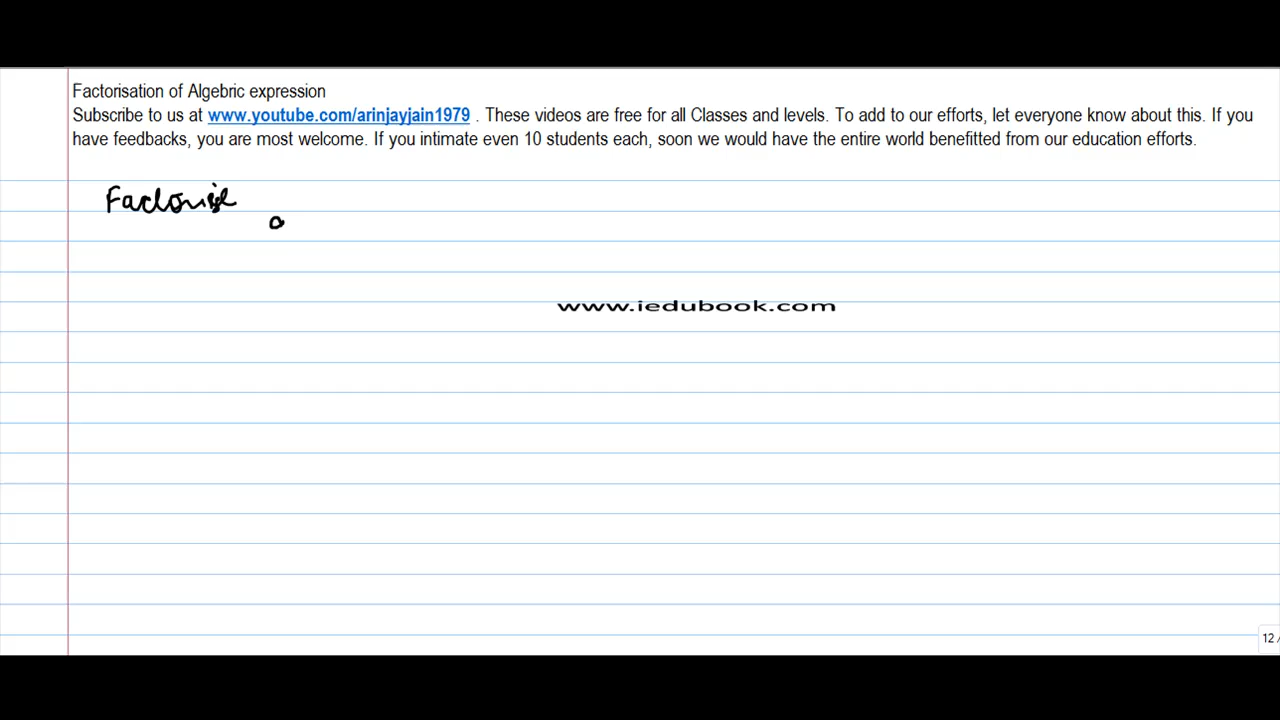 Factorisation of Algebric expression
Subscribe to us at www.youtube.com/arinjayjain1979 . These videos are free for all Classes and levels. To add to our efforts, let everyone know about this. If you
have feedbacks, you are most welcome. If you intimate even 10 students each, soon we would have the entire world benefitted from our education efforts.
Factorise
a
www.iedubook.com
12 /